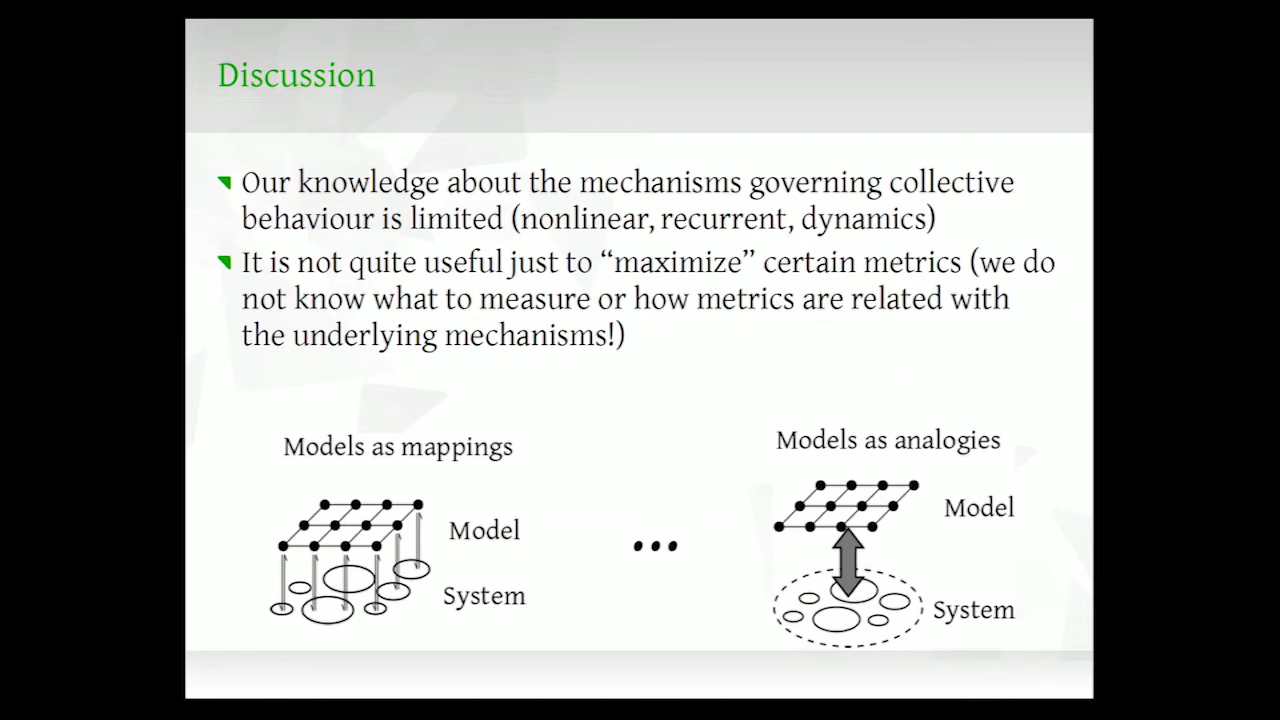 Discussion
Our knowledge about the mechanisms governing collective
behaviour is limited (nonlinear, recurrent, dynamics)
It is not quite useful just to “maximize” certain metrics (we do
not know what to measure or how metrics are related with
the underlying mechanisms!)
Models as mappings
Model
System
...
Models as analogies
Model
System